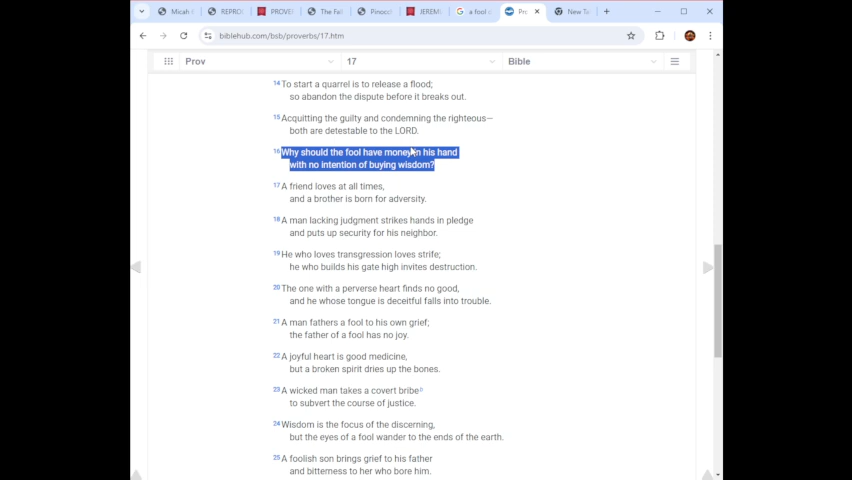 Micah
REPRO
PROVER
The Fal
Pinocc
JEREM
a fool
Pro
New Ta
biblehub.com/bsb/proverbs/17.htm
Prov 17 Bible
14 To start a quarrel is to release a flood;
so abandon the dispute before it breaks out.
15 Acquitting the guilty and condemning the righteous—
both are detestable to the LORD.
16 Why should the fool have money in his hand
with no intention of buying wisdom?
17 A friend loves at all times,
and a brother is born for adversity.
18 A man lacking judgment strikes hands in pledge
and puts up security for his neighbor.
19 He who loves transgression loves strife;
he who builds his gate high invites destruction.
20 The one with a perverse heart finds no good,
and he whose tongue is deceitful falls into trouble.
21 A man fathers a fool to his own grief;
the father of a fool has no joy.
22 A joyful heart is good medicine,
but a broken spirit dries up the bones.
23 A wicked man takes a covert bribe
to subvert the course of justice.
24 Wisdom is the focus of the discerning,
but the eyes of a fool wander to the ends of the earth.
25 A foolish son brings grief to his father
and bitterness to her who bore him.